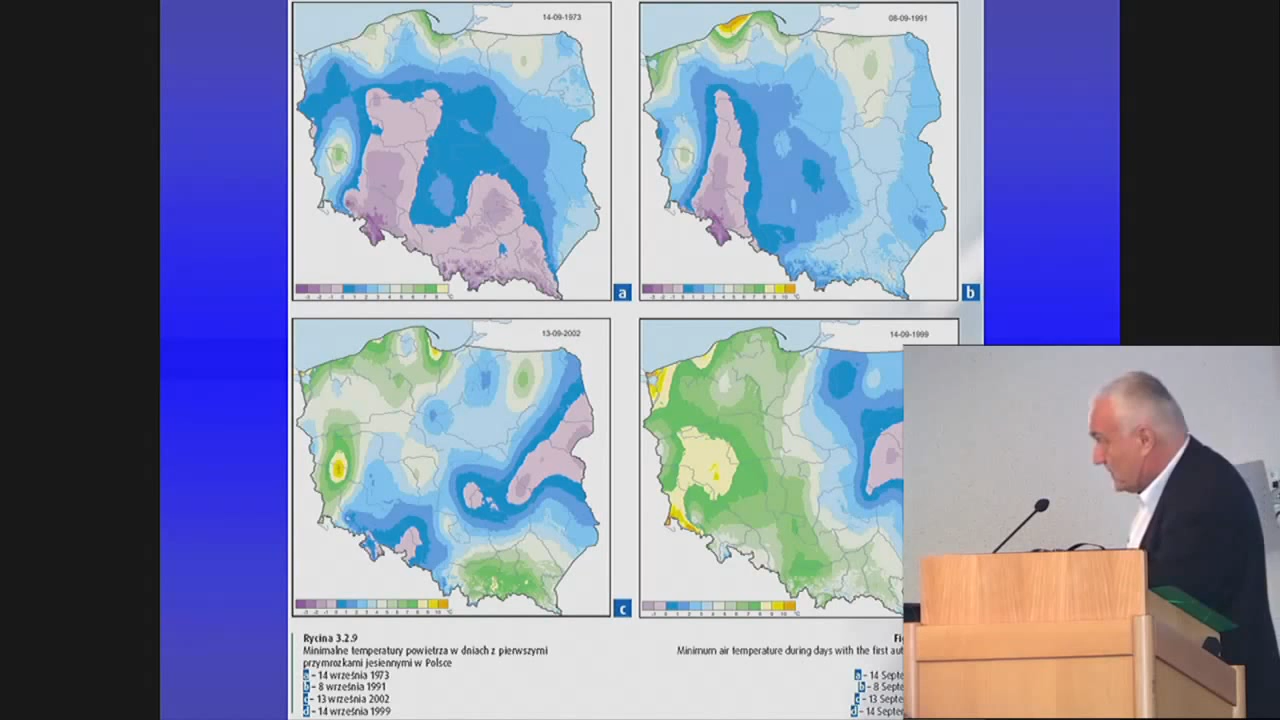 14-09-1973
08-09-1991
°C
a
°C
b
13-09-2002
14-09-1999
°C
c
°C
Rycina 3.2.9
Minimalne temperatury powietrza w dniach z pierwszymi
przymrozkami jesiennymi w Polsce
a – 14 września 1973
b – 8 września 1991
c – 13 września 2002
d – 14 września 1999
Fi
Minimum air temperature during days with the first au
a – 14 Septe
b – 8 Septe
c – 13 Septe
d – 14 Septe